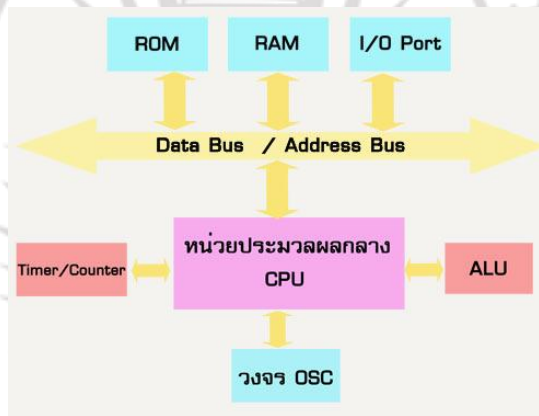 ROM
RAM
I/O Port
Data Bus / Address Bus
หน่วยประมวลผลกลาง
CPU
Timer/Counter
ALU
วงจร OSC